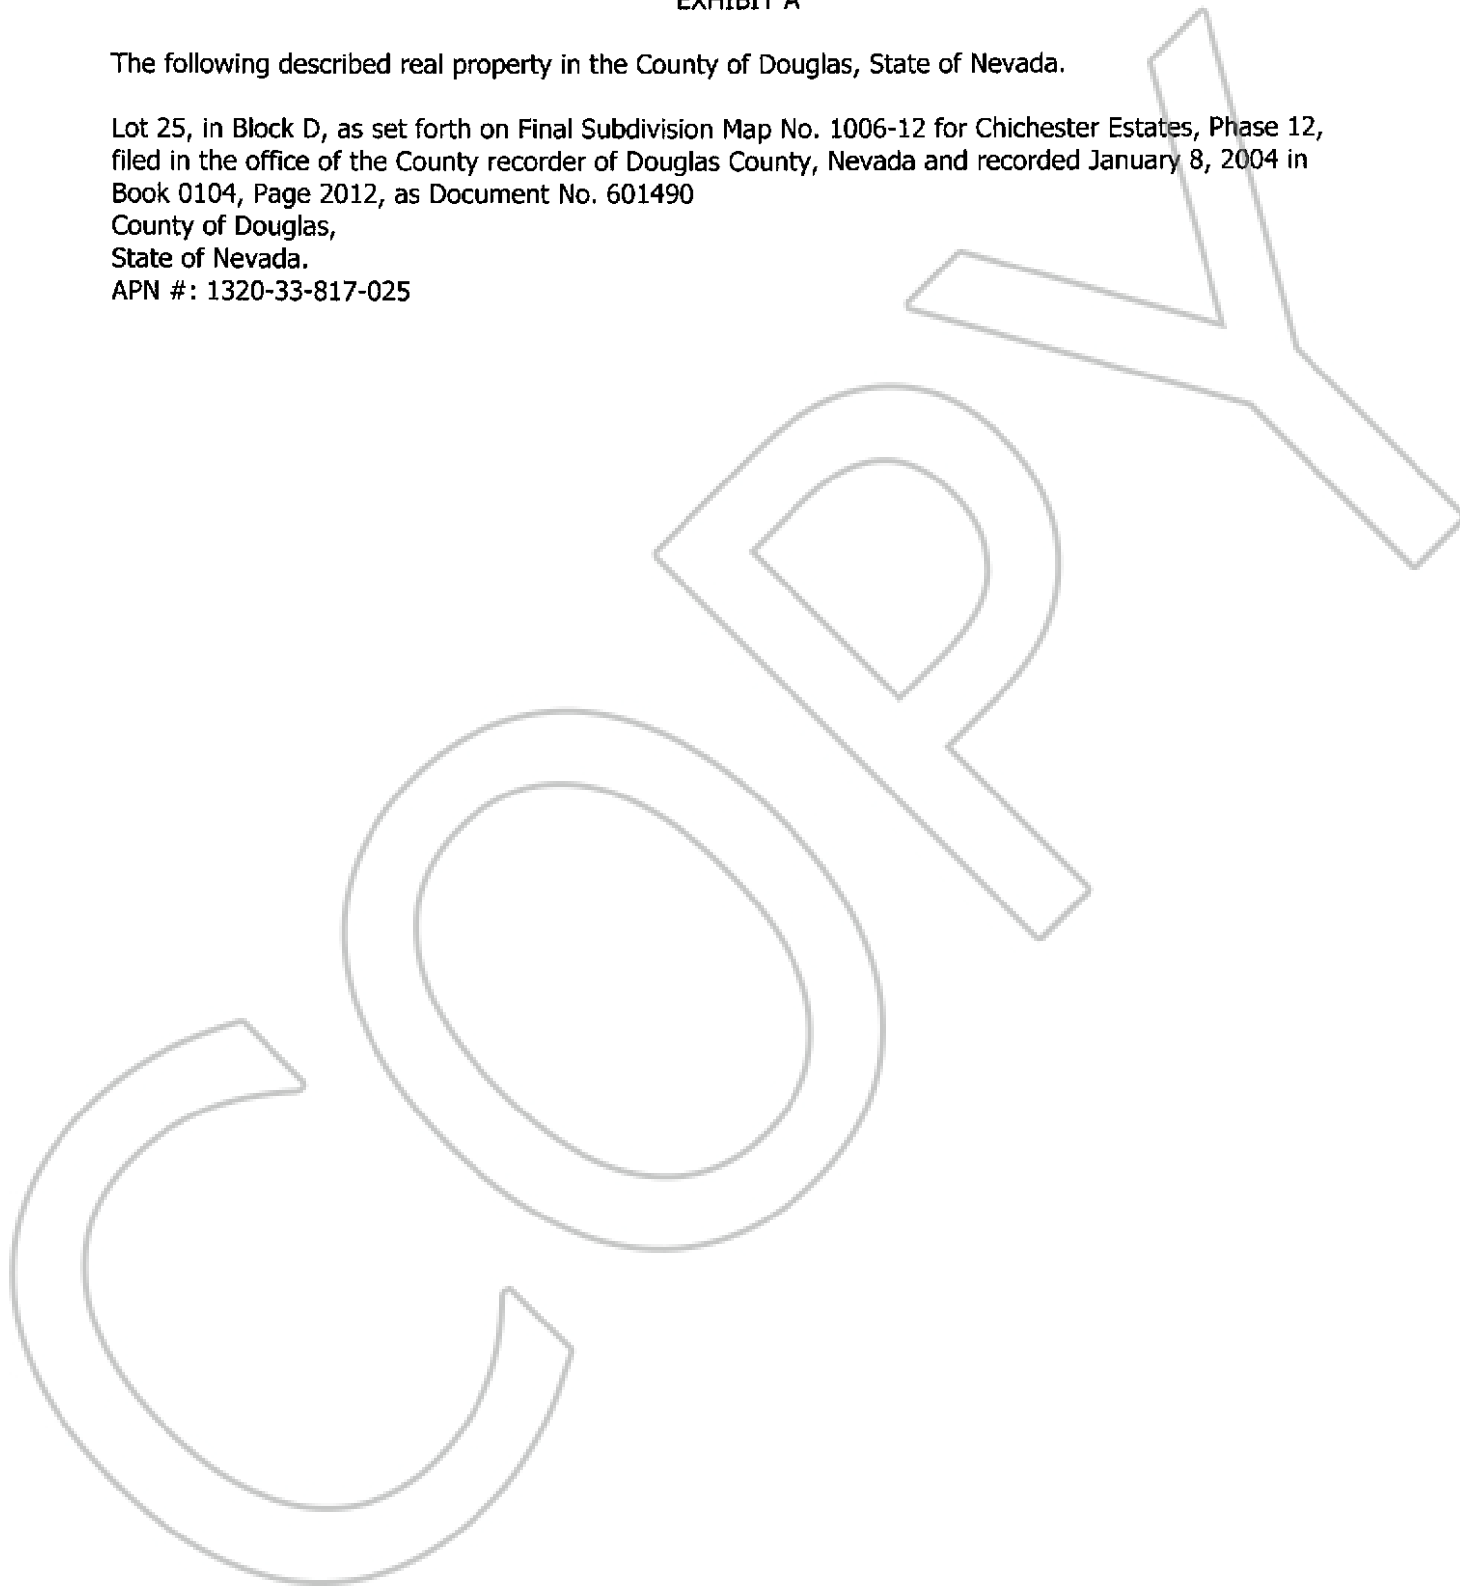 EXHIBIT A
The following described real property in the County of Douglas, State of Nevada.
Lot 25, in Block D, as set forth on Final Subdivision Map No. 1006-12 for Chichester Estates, Phase 12,
filed in the office of the County recorder of Douglas County, Nevada and recorded January 8, 2004 in
Book 0104, Page 2012, as Document No. 601490
County of Douglas,
State of Nevada.
APN #: 1320-33-817-025
COPY